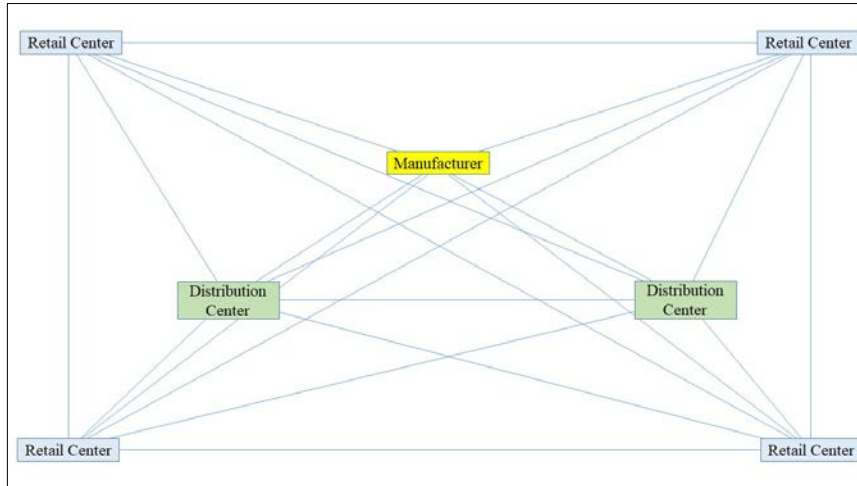 Retail Center
Retail Center
Manufacturer
Distribution
Center
Distribution
Center
Retail Center
Retail Center